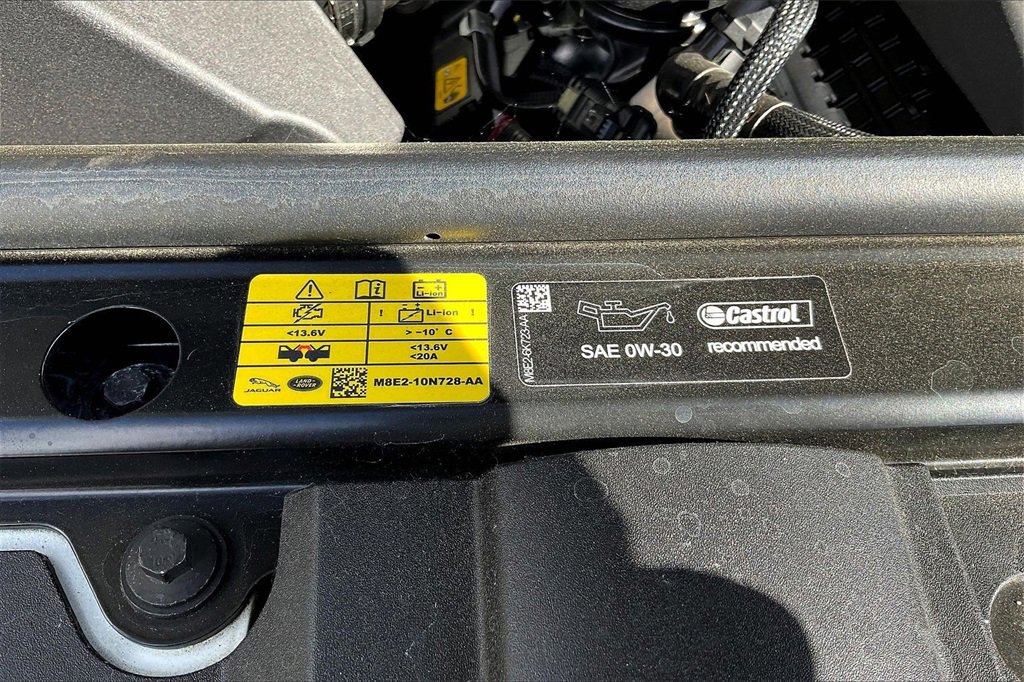 Li-ion
! Li-ion !
<13.6V
> -10° C
<13.6V
<20A
JAGUAR LAND-ROVER M8E2-10N728-AA
M8E2-6K723-AA
SAE 0W-30
Castrol
recommended